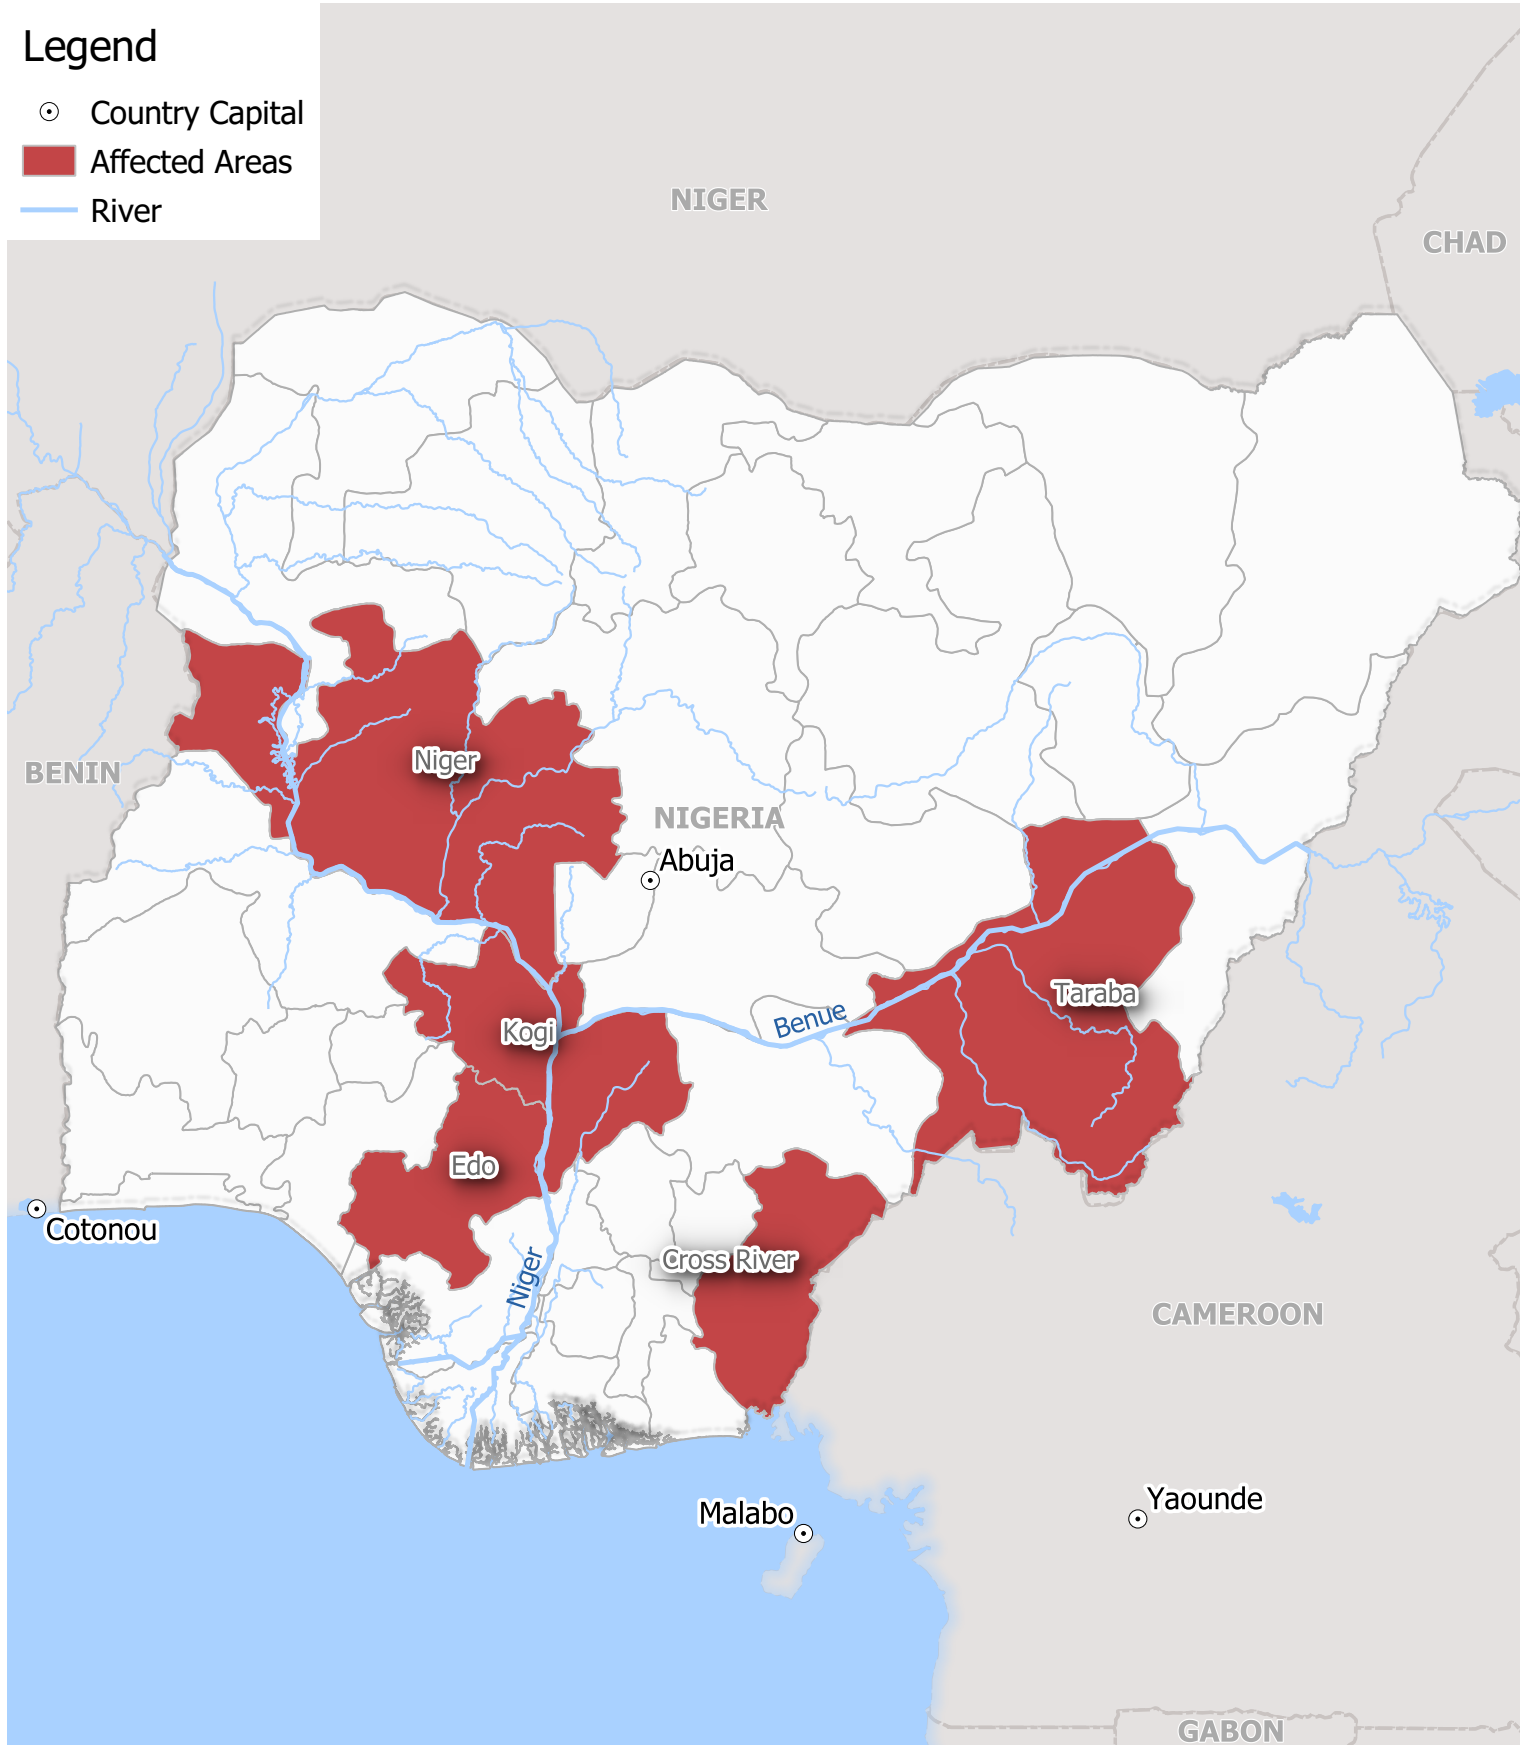 Legend
Country Capital
Affected Areas
River
NIGER
CHAD
BENIN
Niger
NIGERIA
Abuja
Taraba
Benue
Kogi
Edo
Cotonou
Niger
Cross River
CAMEROON
Malabo
Yaounde
GABON